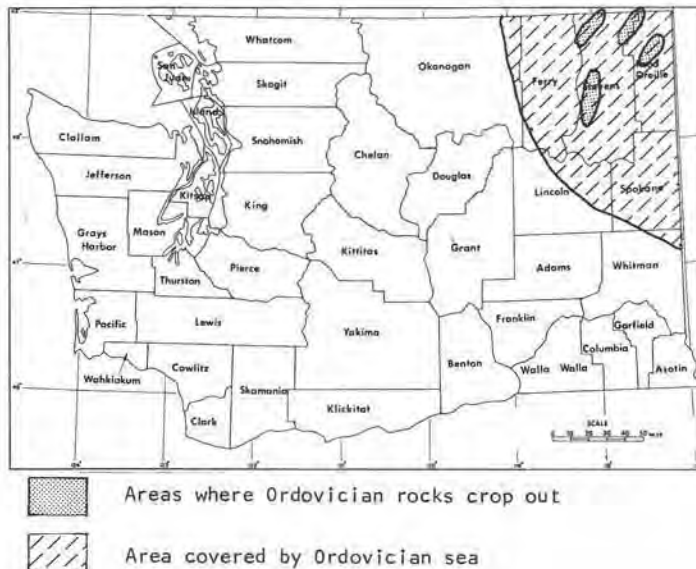 Whatcom
San Juan
Skagit
Okanogan
Ferry
Stevens
Oreille
Island
Clallam
Snohomish
Chelan
Jefferson
Douglas
Kitsap
Lincoln
Spokane
King
Mason
Grays Harbor
Kittitas
Grant
Pierce
Adams
Whitman
Thurston
Pacific
Lewis
Yakima
Franklin
Garfield
Columbia
Benton
Walla Walla
Asotin
Wahkiakum
Cowlitz
Skamania
Klickitat
Clark
SCALE
Areas where Ordovician rocks crop out
Area covered by Ordovician sea